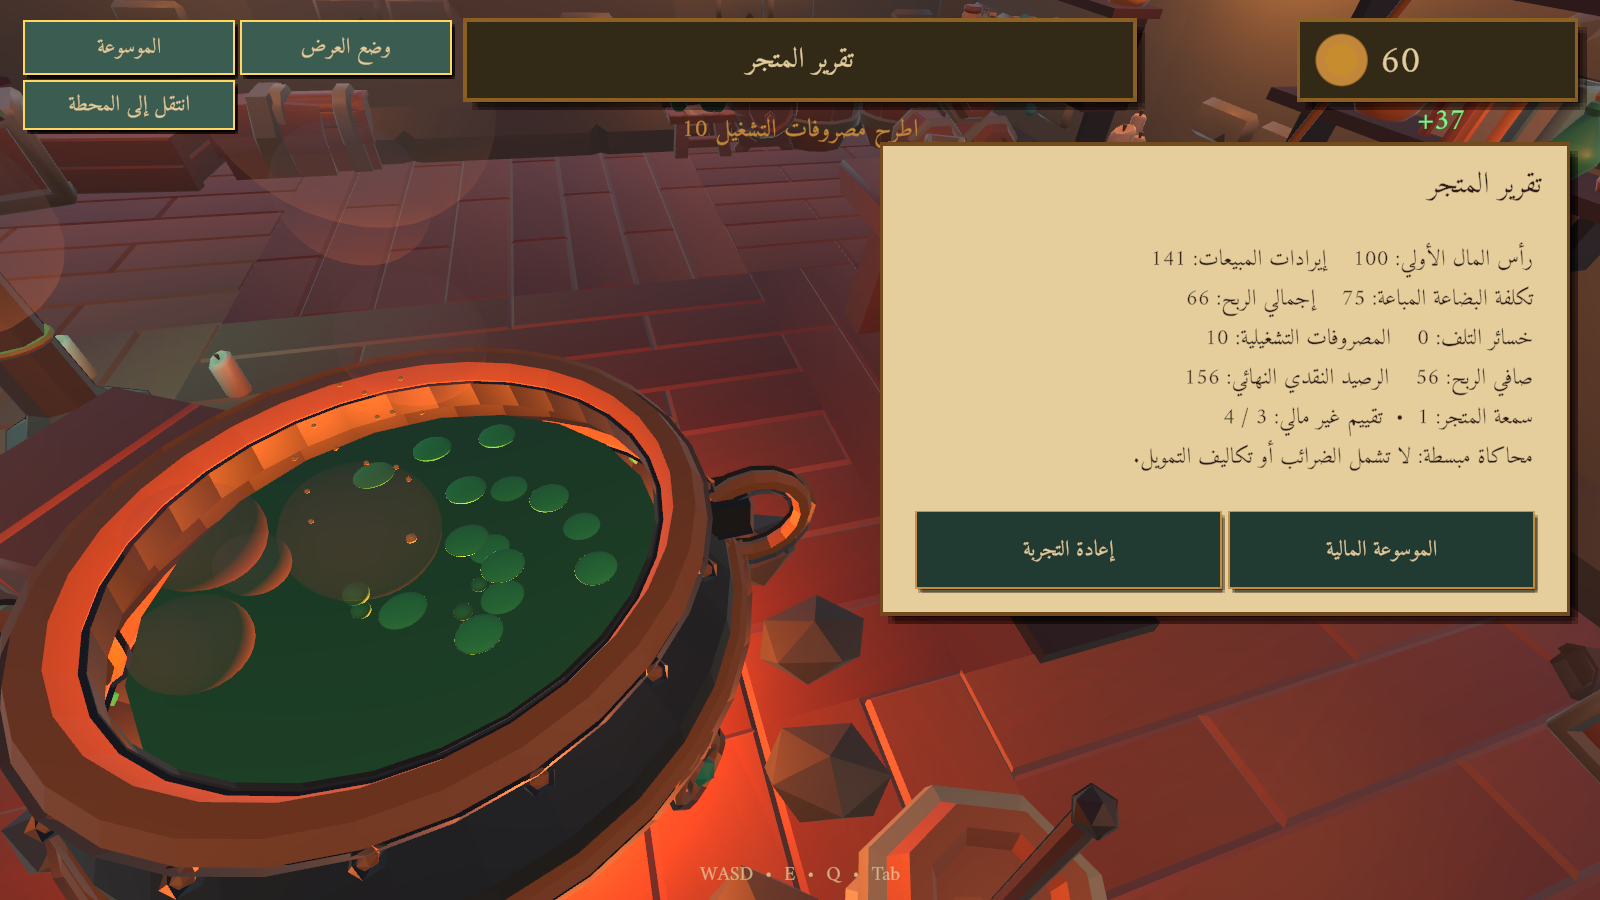 الموسوعة
وضع العرض
انتقل إلى المحطة
تقرير المتجر
60
+37
اطرح مصروفات التشغيل 10
تقرير المتجر
رأس المال الأولي: 100 إيرادات المبيعات: 141
تكلفة البضاعة المباعة: 75 إجمالي الربح: 66
خسائر التلف: 0 المصروفات التشغيلية: 10
صافي الربح: 56 الرصيد النقدي النهائي: 156
سمعة المتجر: 1 • تقييم غير مالي: 3 / 4
محاكاة مبسطة: لا تشمل الضرائب أو تكاليف التمويل.
الموسوعة المالية
إعادة التجربة
WASD • E • Q • Tab